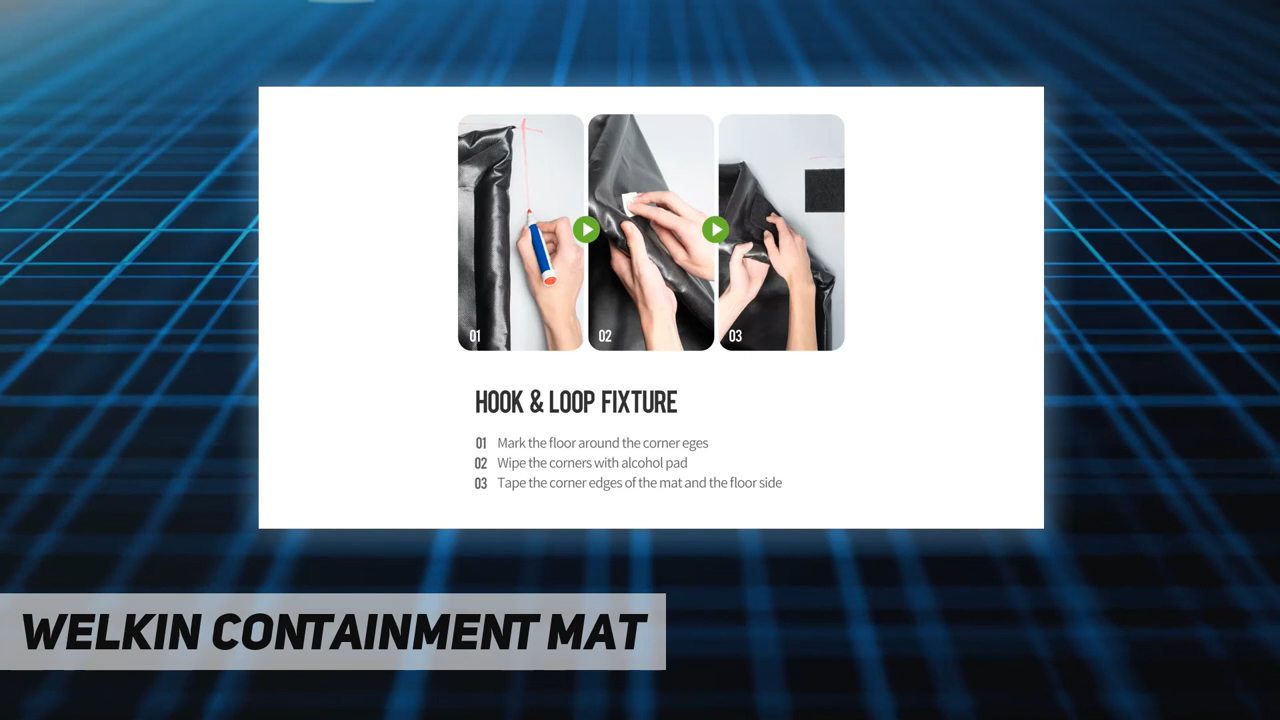 01
02
03
HOOK & LOOP FIXTURE
01 Mark the floor around the corner eges
02 Wipe the corners with alcohol pad
03 Tape the corner edges of the mat and the floor side
WELKIN CONTAINMENT MAT